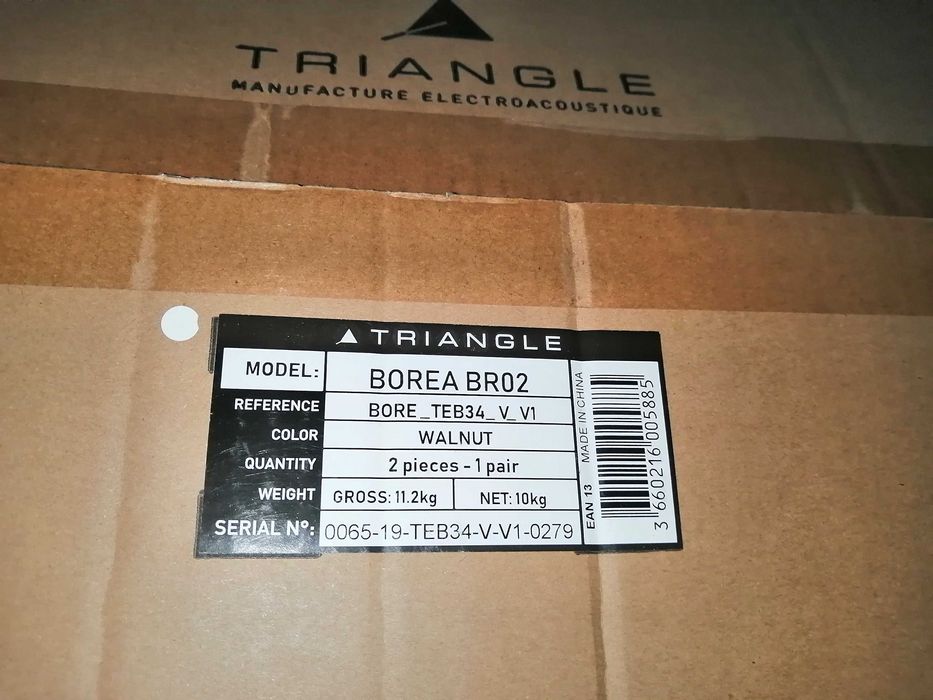 TRIANGLE
MANUFACTURE ELECTROACOUSTIQUE
TRIANGLE
MODEL: BOREA BR02
REFERENCE BORE_TEB34_V_V1
COLOR WALNUT
QUANTITY 2 pieces - 1 pair
WEIGHT GROSS: 11.2kg NET: 10kg
SERIAL N°: 0065-19-TEB34-V-V1-0279
MADE IN CHINA
EAN 13
3 660216 005885